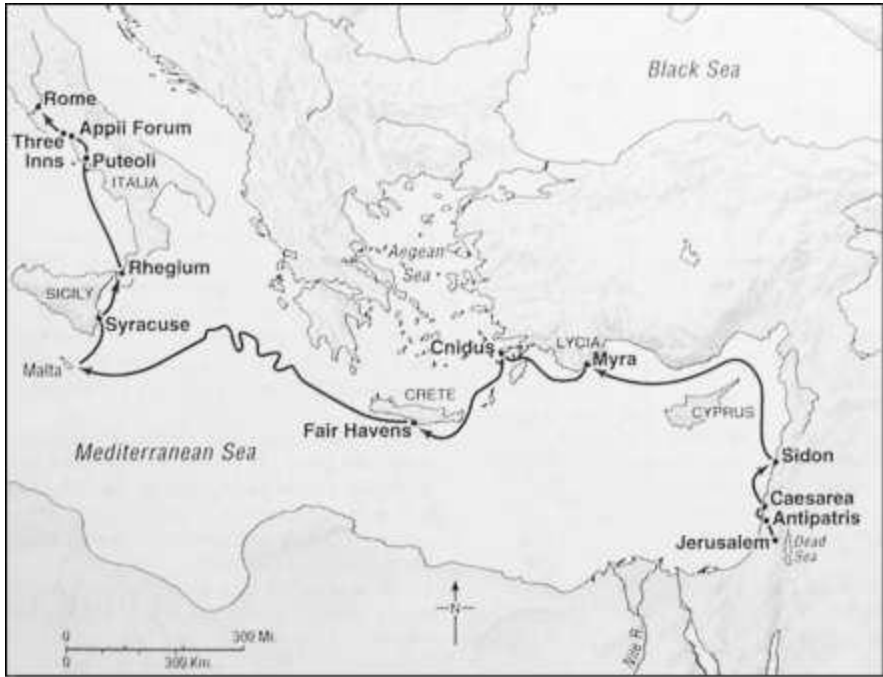 Black Sea
Rome
Appii Forum
Three
Inns
Puteoli
ITALIA
Aegean
Sea
Rhegium
SICILY
Syracuse
Cnidus
LYCIA
Myra
Malta
CRETE
CYPRUS
Fair Havens
Mediterranean Sea
Sidon
Caesarea
Antipatris
Jerusalem
Dead
Sea
N
Nile R.
0 300 Mi.
0 300 Km.